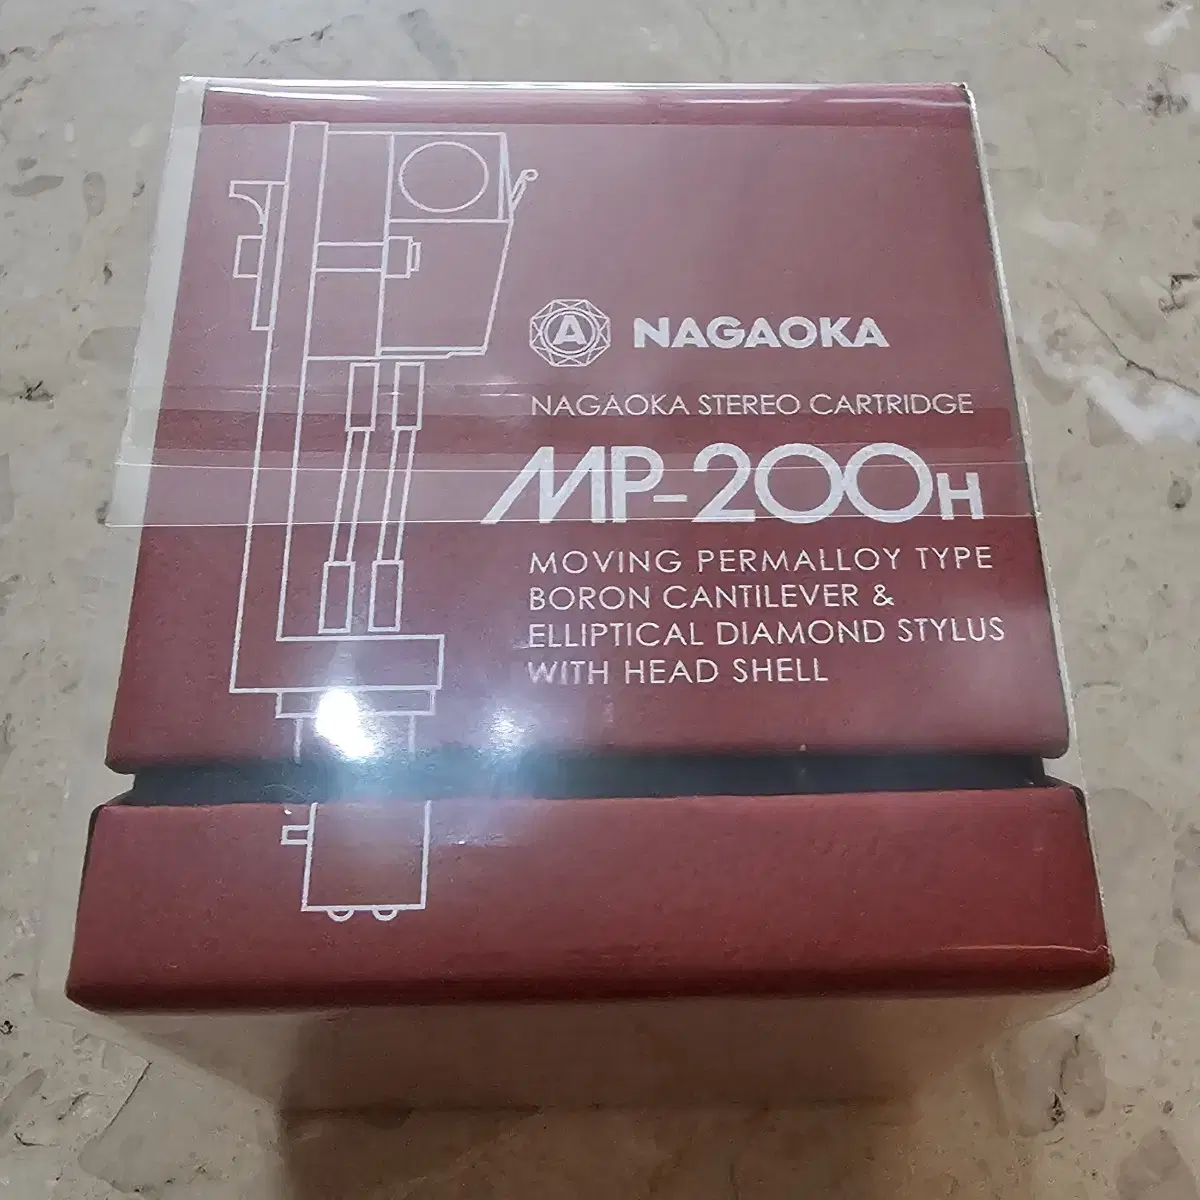 A NAGAOKA
NAGAOKA STEREO CARTRIDGE
MP-200H
MOVING PERMALLOY TYPE
BORON CANTILEVER &
ELLIPTICAL DIAMOND STYLUS
WITH HEAD SHELL